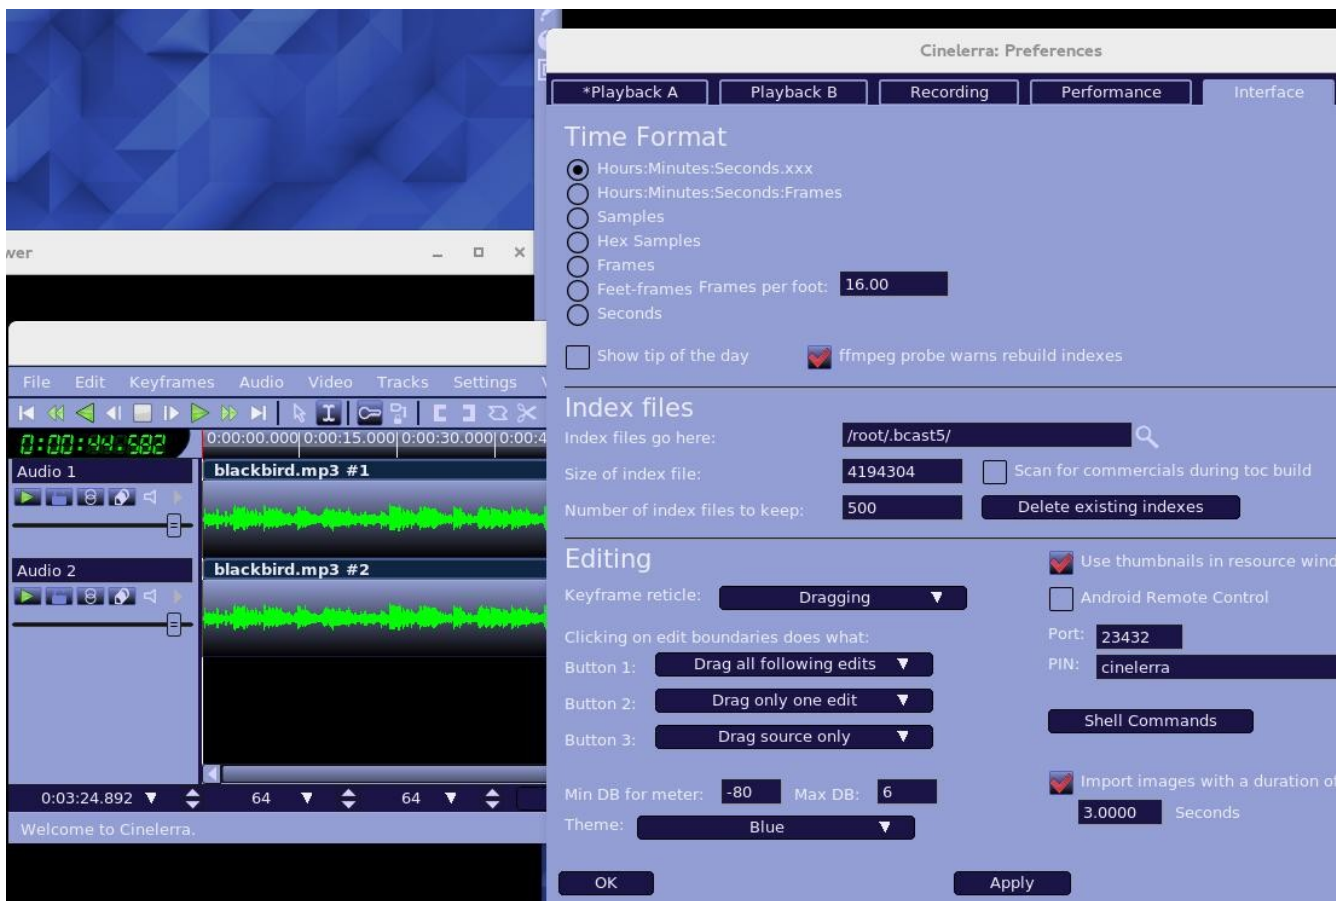 Cinelerra: Preferences
*Playback A Playback B Recording Performance Interface
Time Format
Hours:Minutes:Seconds.xxx
Hours:Minutes:Seconds:Frames
Samples
Hex Samples
Frames
Feet-frames Frames per foot: 16.00
Seconds
Show tip of the day ffmpeg probe warns rebuild indexes
Index files
Index files go here: /root/.bcast5/
Size of index file: 4194304 Scan for commercials during toc build
Number of index files to keep: 500 Delete existing indexes
Editing
Use thumbnails in resource wind
Keyframe reticle: Dragging
Android Remote Control
Clicking on edit boundaries does what:
Port: 23432
Button 1: Drag all following edits
PIN: cinelerra
Button 2: Drag only one edit
Shell Commands
Button 3: Drag source only
Import images with a duration of
Min DB for meter: -80 Max DB: 6
3.0000 Seconds
Theme: Blue
OK Apply
wer
File Edit Keyframes Audio Video Tracks Settings
0:00:44.582 0:00:00.000 0:00:15.000 0:00:30.000 0:00:4
Audio 1 blackbird.mp3 #1
Audio 2 blackbird.mp3 #2
0:03:24.892 64 64
Welcome to Cinelerra.